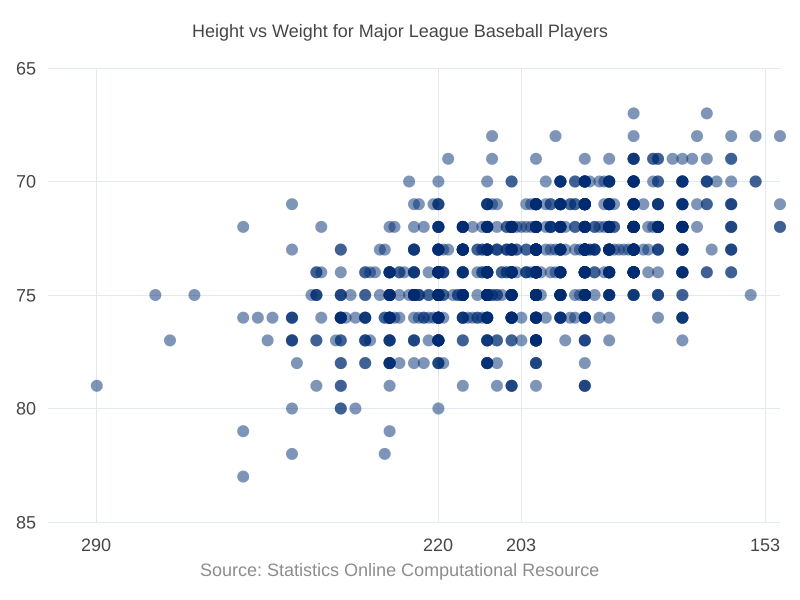 Height vs Weight for Major League Baseball Players
65
70
75
80
85
290 220 203 153
Source: Statistics Online Computational Resource